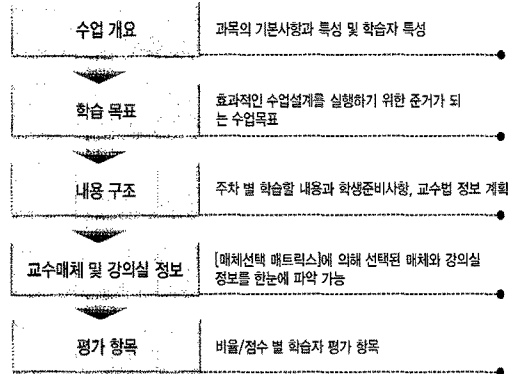 수업 개요
과목의 기본사항과 특성 및 학습자 특성
학습 목표
효과적인 수업설계를 실행하기 위한 준거가 되
는 수업목표
내용 구조
주차 별 학습할 내용과 학생준비사항, 교수법 정보 계획
교수매체 및 강의실 정보
[매체선택 매트릭스]에 의해 선택된 매체와 강의실
정보를 한눈에 파악 가능
평가 항목
비율/점수 별 학습자 평가 항목